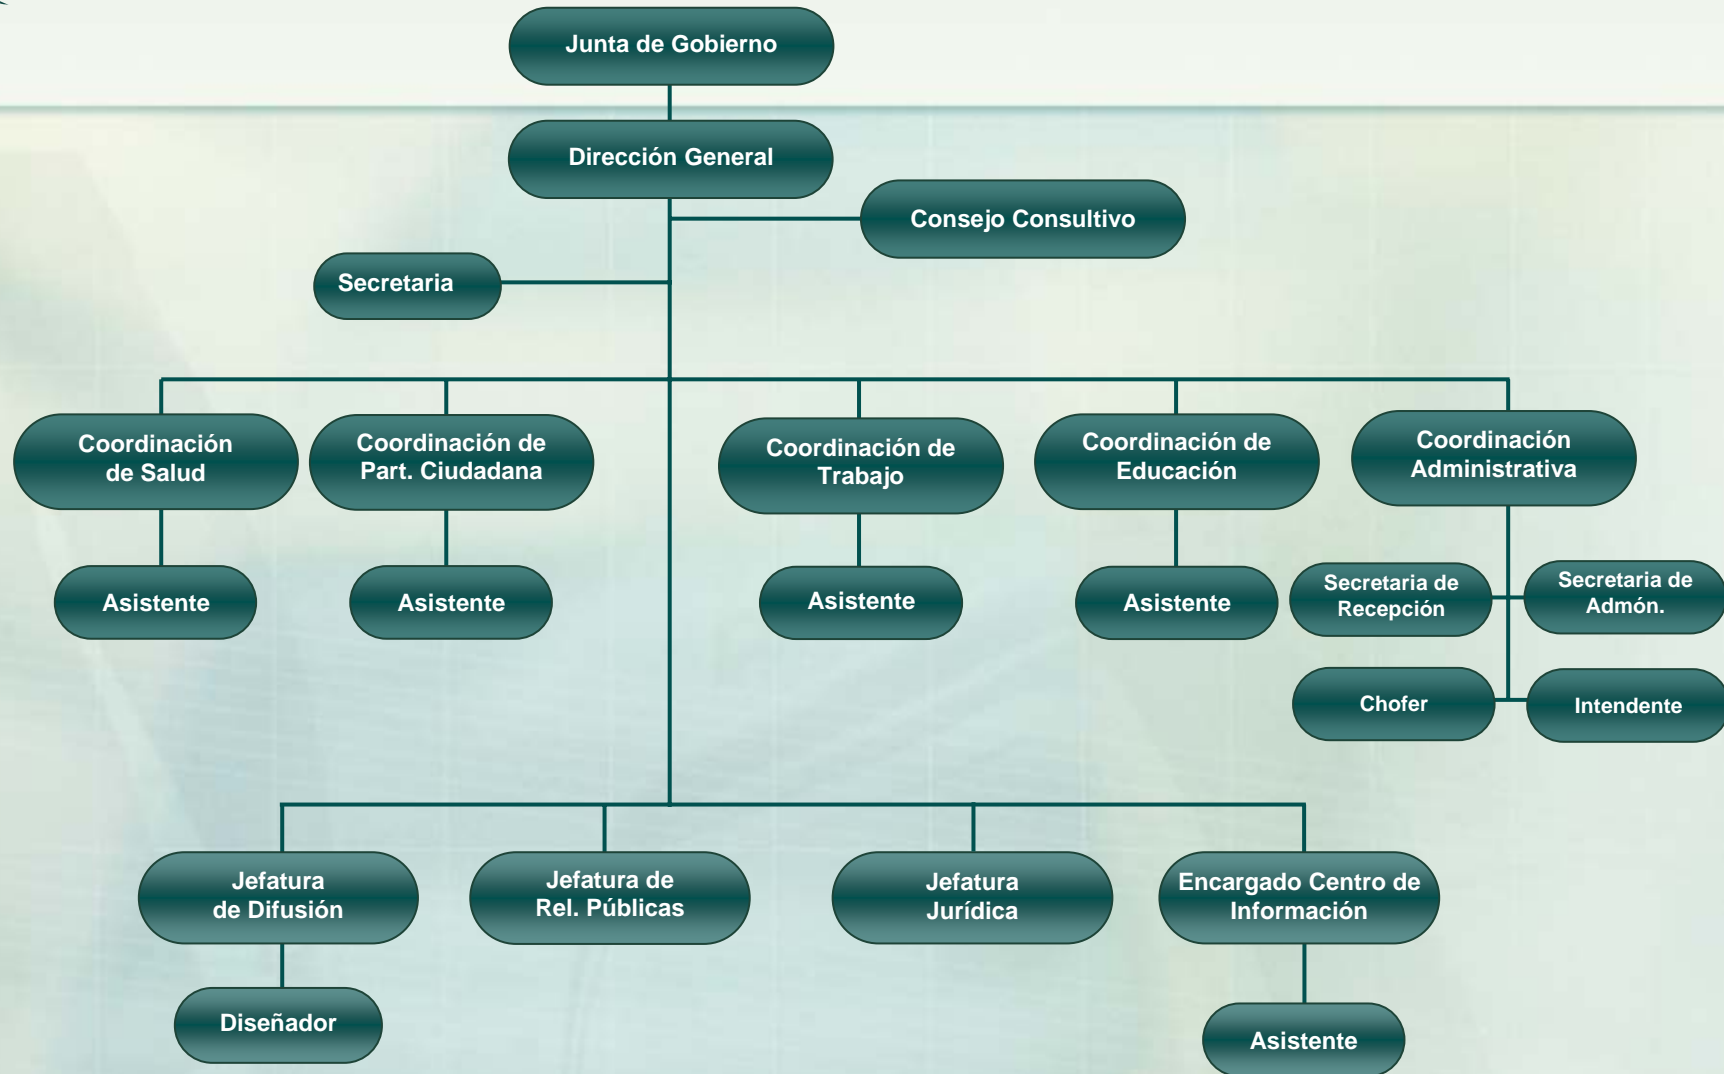 Junta de Gobierno
Dirección General
Consejo Consultivo
Secretaria
Coordinación
de Salud
Coordinación de
Part. Ciudadana
Coordinación de
Trabajo
Coordinación de
Educación
Coordinación
Administrativa
Asistente
Asistente
Asistente
Asistente
Secretaria de
Recepción
Secretaria de
Admón.
Chofer
Intendente
Jefatura
de Difusión
Jefatura de
Rel. Públicas
Jefatura
Jurídica
Encargado Centro de
Información
Diseñador
Asistente